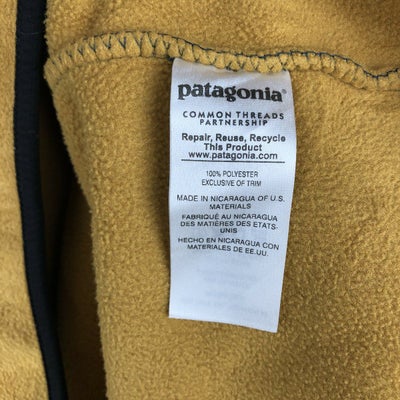 patagonia®
COMMON THREADS
PARTNERSHIP
Repair, Reuse, Recycle
This Product
www.patagonia.com
100% POLYESTER
EXCLUSIVE OF TRIM
MADE IN NICARAGUA OF U.S.
MATERIALS
FABRIQUÉ AU NICARAGUA
DES MATIÈRES DES ETATS-
UNIS
HECHO EN NICARAGUA CON
MATERIALES DE EE.UU.